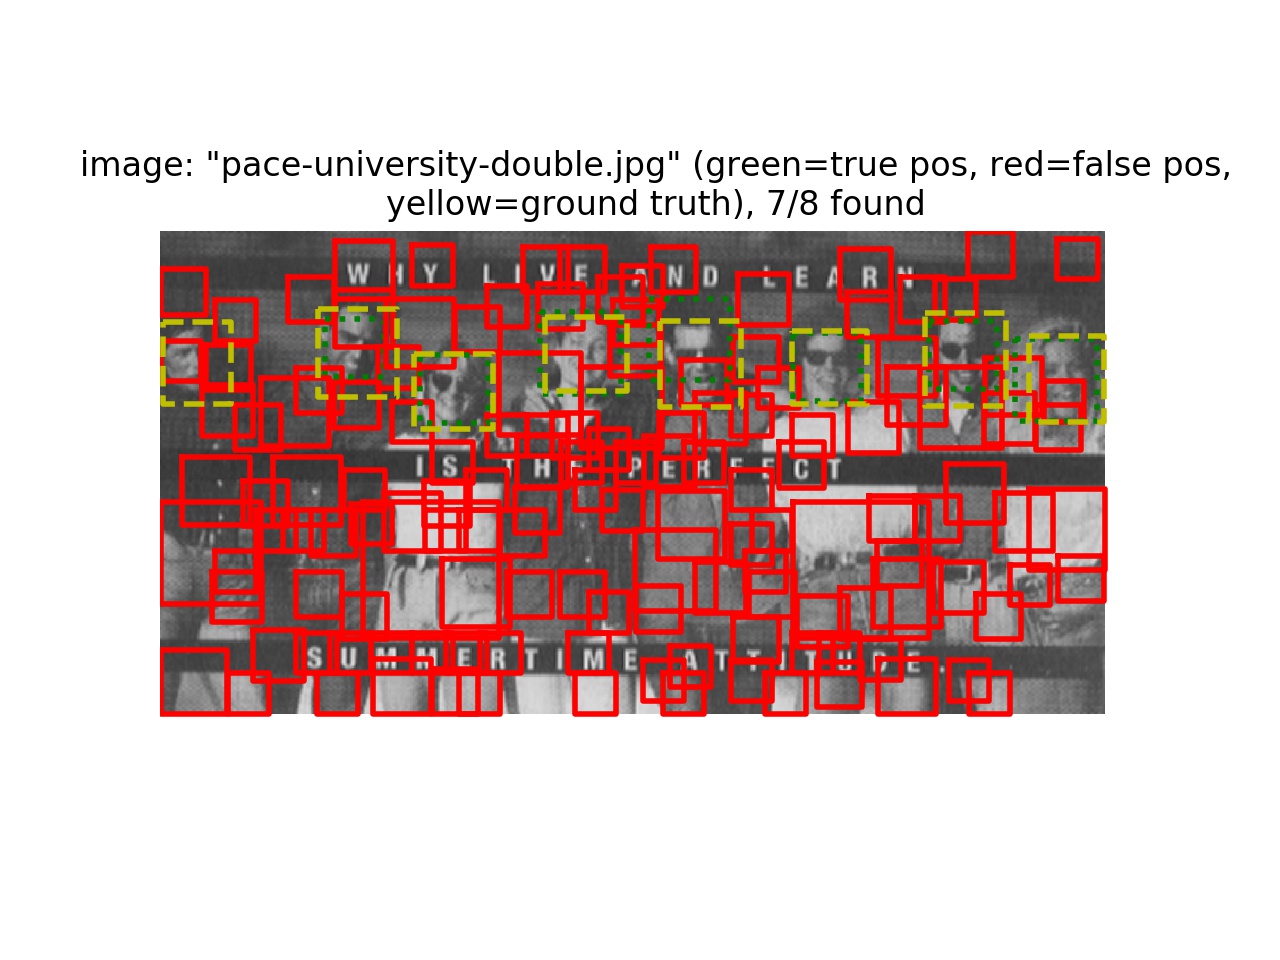 image: "pace-university-double.jpg" (green=true pos, red=false pos,
yellow=ground truth), 7/8 found
WHY LIVE AND LEARN
IS THE PERFECT
SUMMERTIME ATTITUDE.